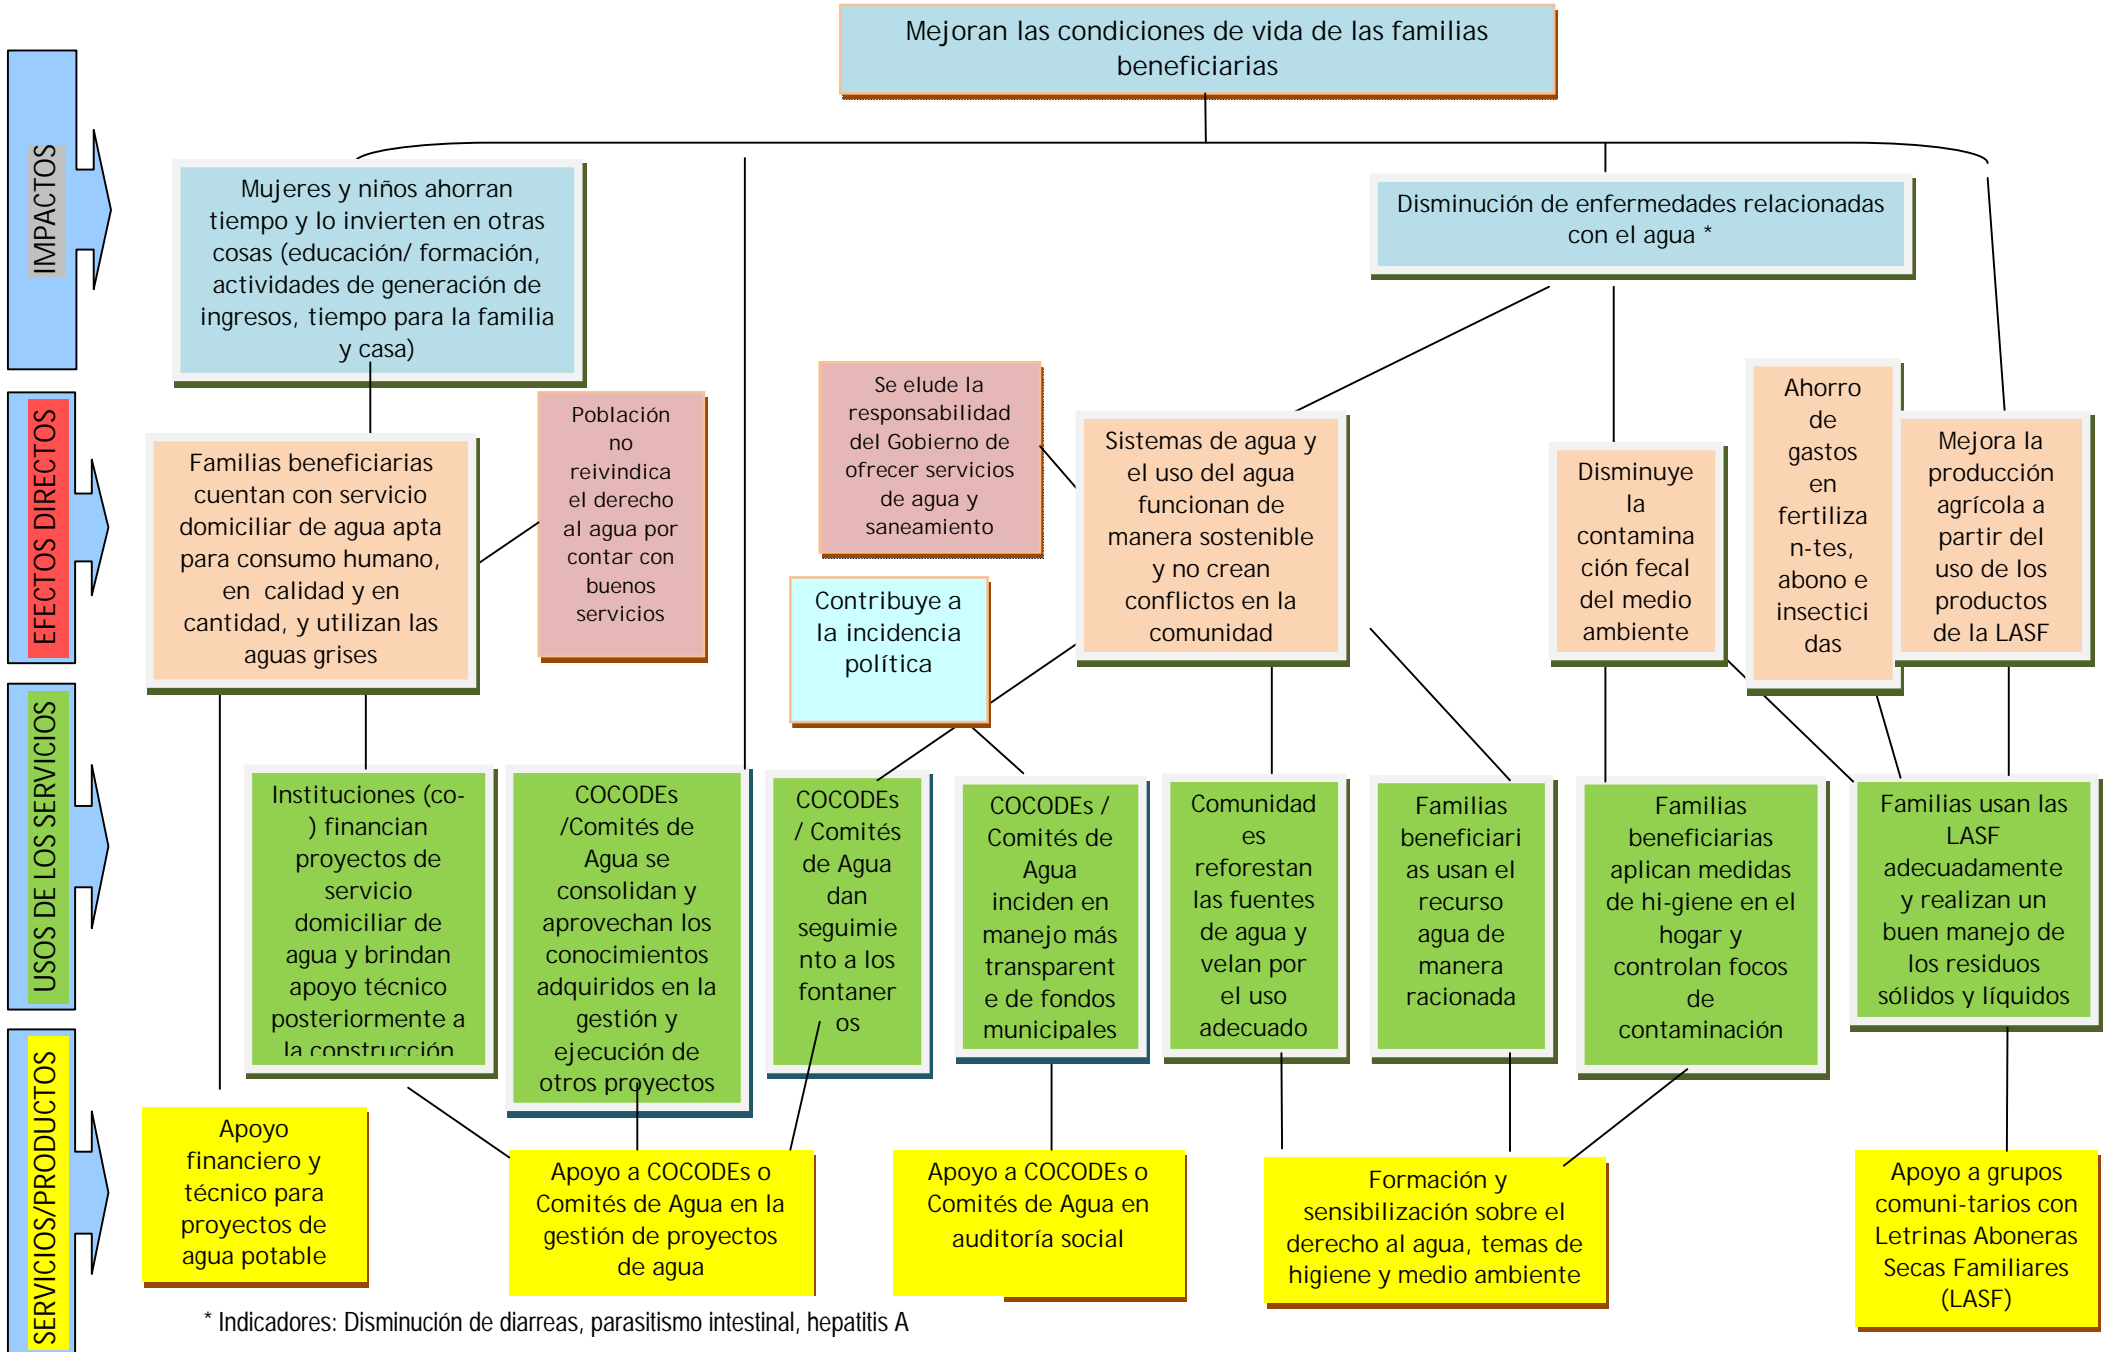 Mejoran las condiciones de vida de las familias
beneficiarias
IMPACTOS
Mujeres y niños ahorran
tiempo y lo invierten en otras
cosas (educación/ formación,
actividades de generación de
ingresos, tiempo para la familia
y casa)
Disminución de enfermedades relacionadas
con el agua *
EFECTOS DIRECTOS
Familias beneficiarias
cuentan con servicio
domiciliar de agua apta
para consumo humano,
en calidad y en
cantidad, y utilizan las
aguas grises
Población
no
reivindica
el derecho
al agua por
contar con
buenos
servicios
Se elude la
responsabilidad
del Gobierno de
ofrecer servicios
de agua y
saneamiento
Contribuye a
la incidencia
política
Sistemas de agua y
el uso del agua
funcionan de
manera sostenible
y no crean
conflictos en la
comunidad
Disminuye
la
contamina
ción fecal
del medio
ambiente
Ahorro
de
gastos
en
fertiliza
n-tes,
abono e
insectici
das
Mejora la
producción
agrícola a
partir del
uso de los
productos
de la LASF
USOS DE LOS SERVICIOS
Instituciones (co-
) financian
proyectos de
servicio
domiciliar de
agua y brindan
apoyo técnico
posteriormente a
la construcción
COCODEs
/Comités de
Agua se
consolidan y
aprovechan los
conocimientos
adquiridos en la
gestión y
ejecución de
otros proyectos
COCODEs
/ Comités
de Agua
dan
seguimie
nto a los
fontaner
os
COCODEs /
Comités de
Agua
inciden en
manejo más
transparent
e de fondos
municipales
Comunidad
es
reforestan
las fuentes
de agua y
velan por
el uso
adecuado
Familias
beneficiari
as usan el
recurso
agua de
manera
racionada
Familias
beneficiarias
aplican medidas
de hi-giene en el
hogar y
controlan focos
de
contaminación
Familias usan las
LASF
adecuadamente
y realizan un
buen manejo de
los residuos
sólidos y líquidos
SERVICIOS/PRODUCTOS
Apoyo
financiero y
técnico para
proyectos de
agua potable
Apoyo a COCODEs o
Comités de Agua en la
gestión de proyectos
de agua
Apoyo a COCODEs o
Comités de Agua en
auditoría social
Formación y
sensibilización sobre el
derecho al agua, temas de
higiene y medio ambiente
Apoyo a grupos
comuni-tarios con
Letrinas Aboneras
Secas Familiares
(LASF)
* Indicadores: Disminución de diarreas, parasitismo intestinal, hepatitis A